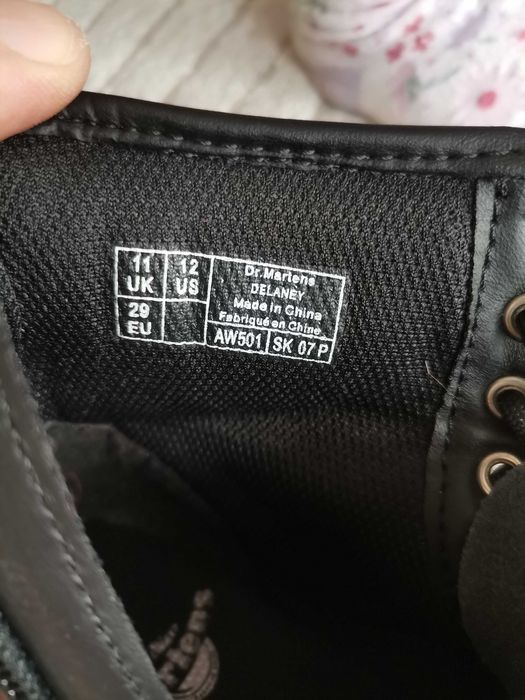 11 UK
12 US
29 EU
Dr.Martens
DELANEY
Made in China
Fabriqué en Chine
AW501 SK 07 P